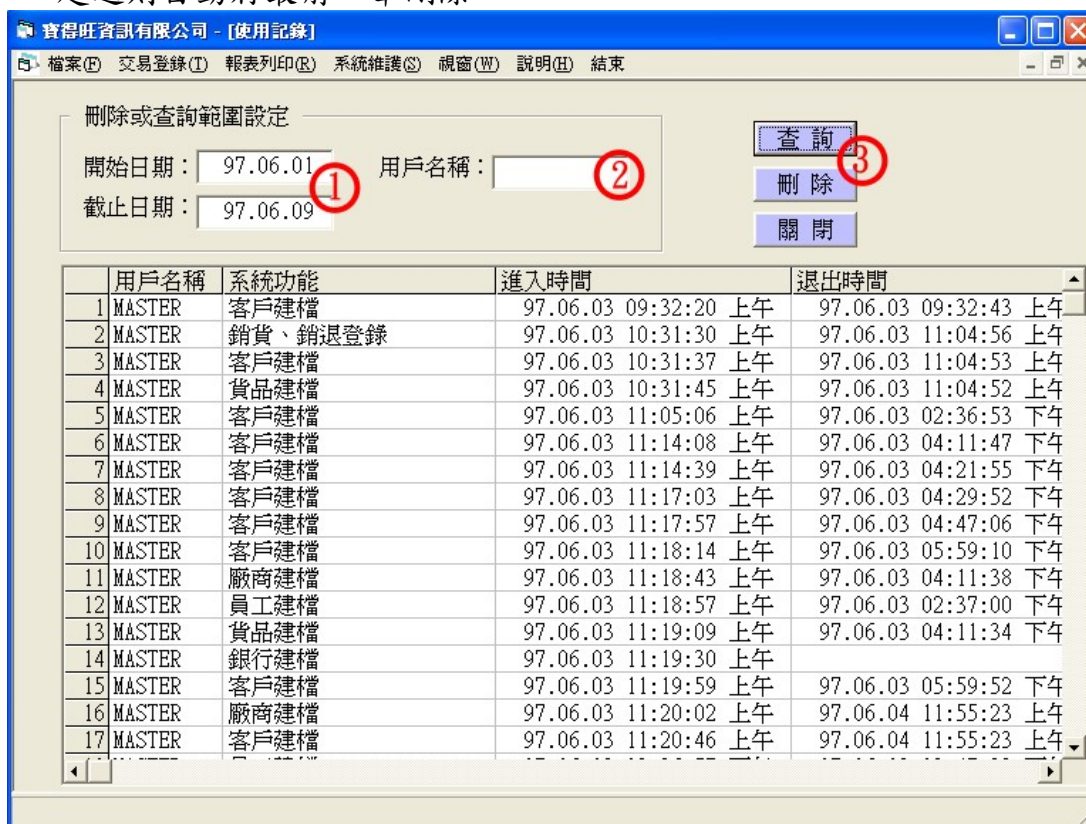 寶得旺資訊有限公司 - [使用記錄]
檔案(F) 交易登錄(T) 報表列印(R) 系統維護(S) 視窗(W) 說明(H) 結束
刪除或查詢範圍設定
開始日期： 97.06.01 ① 用戶名稱： ② 查詢 ③
截止日期： 97.06.09 刪除
關閉
用戶名稱 系統功能 進入時間 退出時間
1 MASTER 客戶建檔 97.06.03 09:32:20 上午 97.06.03 09:32:43 上午
2 MASTER 銷貨、銷退登錄 97.06.03 10:31:30 上午 97.06.03 11:04:56 上午
3 MASTER 客戶建檔 97.06.03 10:31:37 上午 97.06.03 11:04:53 上午
4 MASTER 貨品建檔 97.06.03 10:31:45 上午 97.06.03 11:04:52 上午
5 MASTER 客戶建檔 97.06.03 11:05:06 上午 97.06.03 02:36:53 下午
6 MASTER 客戶建檔 97.06.03 11:14:08 上午 97.06.03 04:11:47 下午
7 MASTER 客戶建檔 97.06.03 11:14:39 上午 97.06.03 04:21:55 下午
8 MASTER 客戶建檔 97.06.03 11:17:03 上午 97.06.03 04:29:52 下午
9 MASTER 客戶建檔 97.06.03 11:17:57 上午 97.06.03 04:47:06 下午
10 MASTER 客戶建檔 97.06.03 11:18:14 上午 97.06.03 05:59:10 下午
11 MASTER 廠商建檔 97.06.03 11:18:43 上午 97.06.03 04:11:38 下午
12 MASTER 員工建檔 97.06.03 11:18:57 上午 97.06.03 02:37:00 下午
13 MASTER 貨品建檔 97.06.03 11:19:09 上午 97.06.03 04:11:34 下午
14 MASTER 銀行建檔 97.06.03 11:19:30 上午
15 MASTER 客戶建檔 97.06.03 11:19:59 上午 97.06.03 05:59:52 下午
16 MASTER 廠商建檔 97.06.03 11:20:02 上午 97.06.04 11:55:23 上午
17 MASTER 客戶建檔 97.06.03 11:20:46 上午 97.06.04 11:55:23 上午